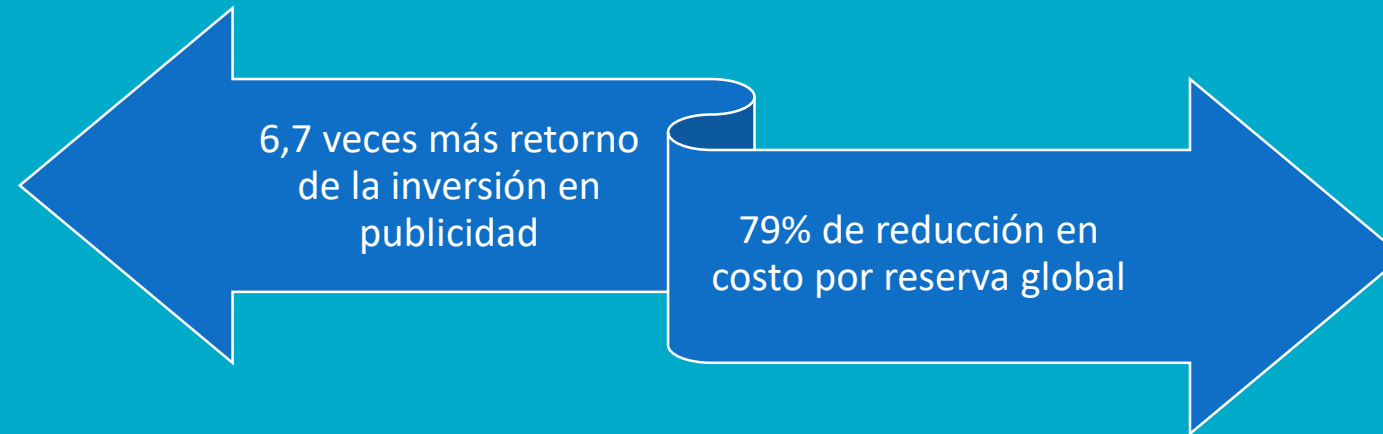 6,7 veces más retorno
de la inversión en
publicidad
79% de reducción en
costo por reserva global